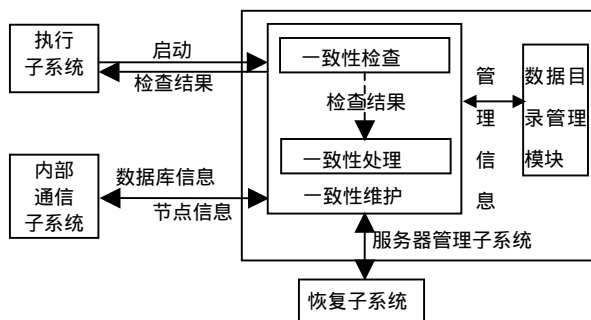 执行
子系统
启动
检查结果
一致性检查
检查结果
一致性处理
一致性维护
管
理
信
息
数据目
录管理
模块
内部
通信
子系统
数据库信息
节点信息
服务器管理子系统
恢复子系统